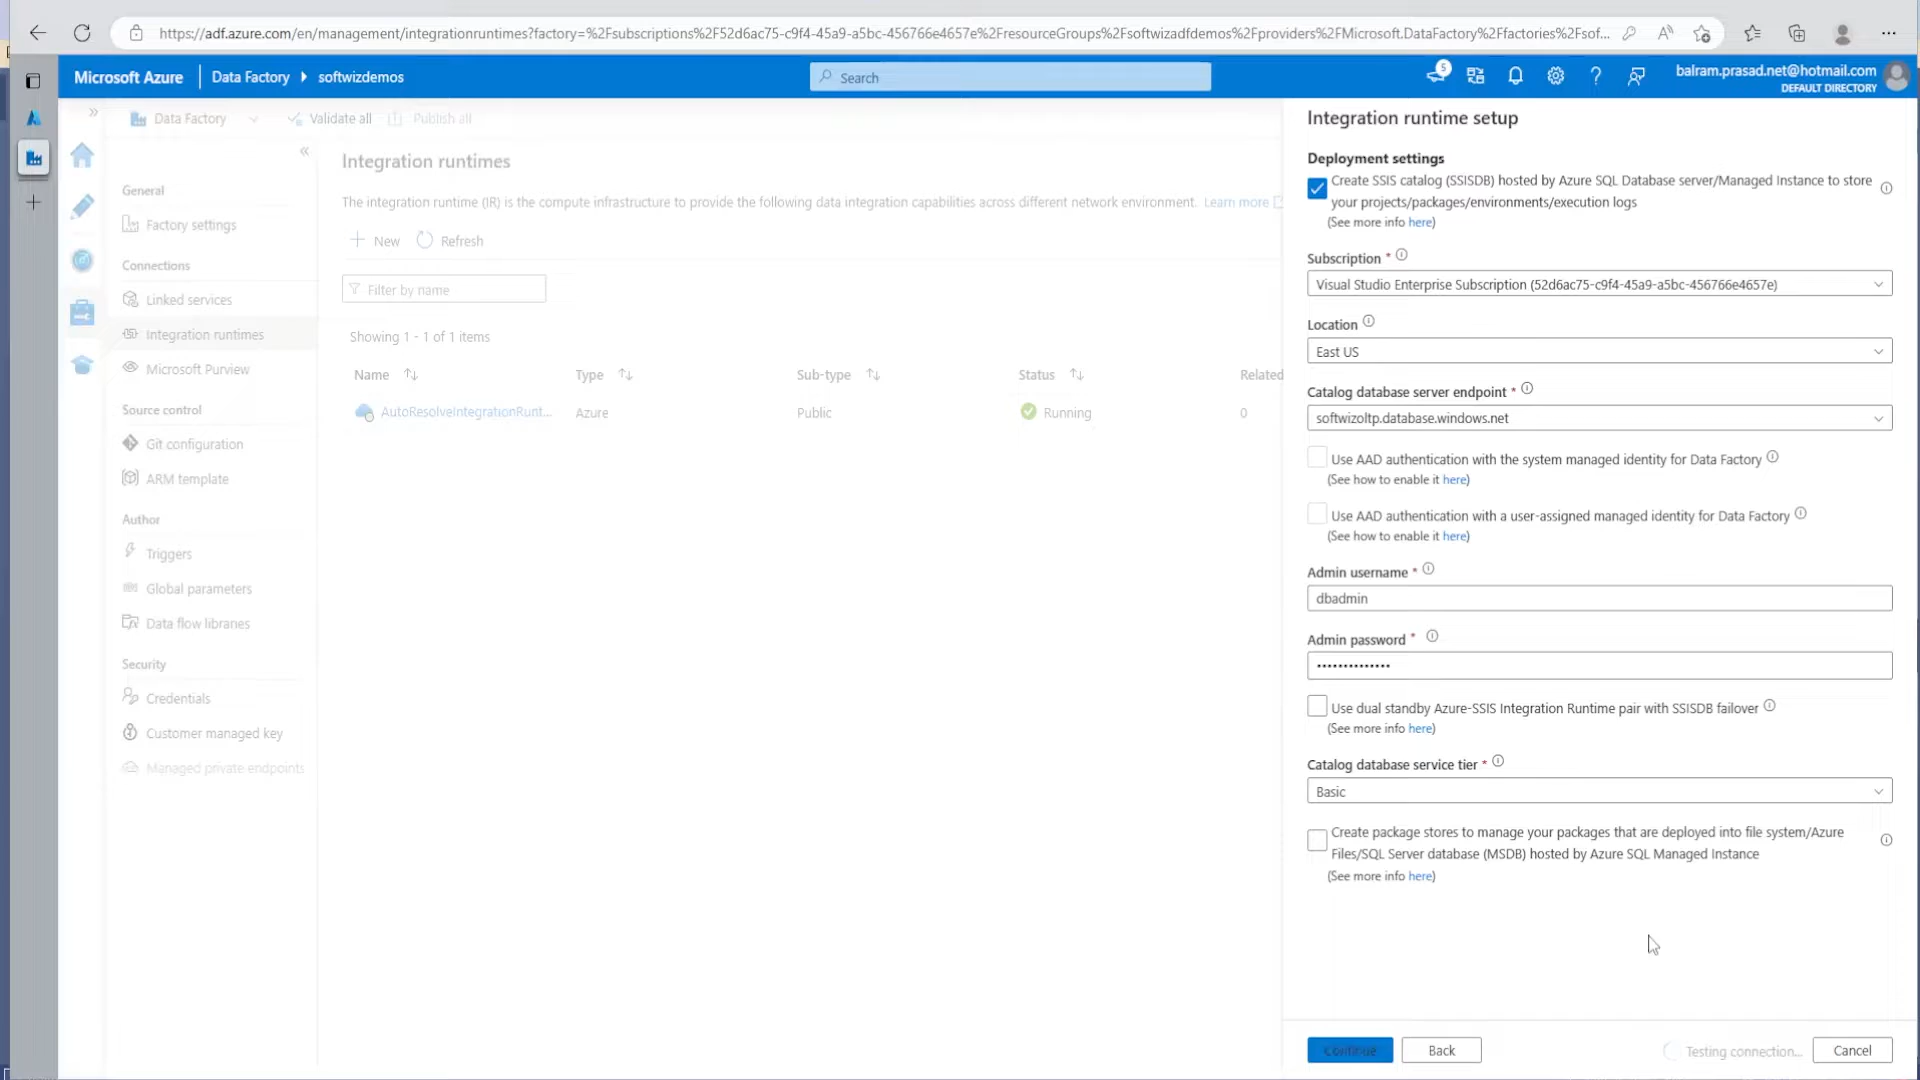 https://adf.azure.com/en/management/integrationruntimes?factory=%2Fsubscriptions%2F52d6ac75-c9f4-45a9-a5bc-456766e4657e%2FresourceGroups%2Fsoftwizadfdemos%2Fproviders%2FMicrosoft.DataFactory%2Ffactories%2Fsof...
Microsoft Azure
Data Factory
softwizdemos
Search
5
balram.prasad.net@hotmail.com
DEFAULT DIRECTORY
Data Factory
Validate all
Publish all
General
Factory settings
Connections
Linked services
Integration runtimes
Microsoft Purview
Source control
Git configuration
ARM template
Author
Triggers
Global parameters
Data flow libraries
Security
Credentials
Customer managed key
Managed private endpoints
Integration runtimes
The integration runtime (IR) is the compute infrastructure to provide the following data integration capabilities across different network environment. Learn more
New
Refresh
Filter by name
Showing 1 - 1 of 1 items
Name Type Sub-type Status Related
AutoResolveIntegrationRunt... Azure Public Running 0
Integration runtime setup
Deployment settings
Create SSIS catalog (SSISDB) hosted by Azure SQL Database server/Managed Instance to store
your projects/packages/environments/execution logs
(See more info here)
Subscription *
Visual Studio Enterprise Subscription (52d6ac75-c9f4-45a9-a5bc-456766e4657e)
Location
East US
Catalog database server endpoint *
softwizoltp.database.windows.net
Use AAD authentication with the system managed identity for Data Factory
(See how to enable it here)
Use AAD authentication with a user-assigned managed identity for Data Factory
(See how to enable it here)
Admin username *
dbadmin
Admin password *
••••••••••••••
Use dual standby Azure-SSIS Integration Runtime pair with SSISDB failover
(See more info here)
Catalog database service tier *
Basic
Create package stores to manage your packages that are deployed into file system/Azure
Files/SQL Server database (MSDB) hosted by Azure SQL Managed Instance
(See more info here)
Continue
Back
Testing connection...
Cancel